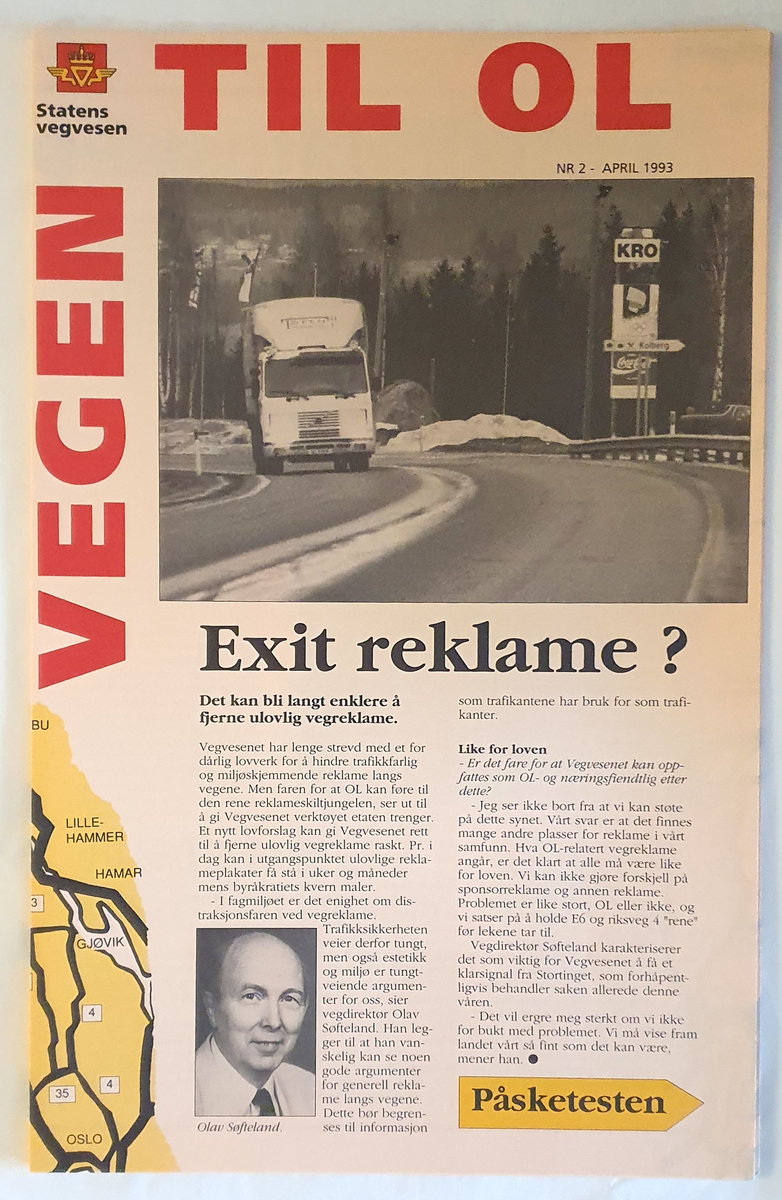 Statens
vegvesen
VEGEN
TIL OL
NR 2 - APRIL 1993
KRO
Kolberg
Coca-Cola
Exit reklame ?
Det kan bli langt enklere å
fjerne ulovlig vegreklame.
Vegvesenet har lenge strevd med et for
dårlig lovverk for å hindre trafikkfarlig
og miljøskjemmende reklame langs
vegene. Men faren for at OL kan føre til
den rene reklameskiltjungelen, ser ut til
å gi Vegvesenet verktøyet etaten trenger.
Et nytt lovforslag kan gi Vegvesenet rett
til å fjerne ulovlig vegreklame raskt. Pr. i
dag kan i utgangspunktet ulovlige rekla-
meplakater få stå i uker og måneder
mens byråkratiets kvern maler.
- I fagmiljøet er det enighet om dis-
traksjonsfaren ved vegreklame.
Trafikksikkerheten
veier derfor tungt,
men også estetikk
og miljø er tungt-
veiende argumen-
ter for oss, sier
vegdirektør Olav
Søfteland. Han leg-
ger til at han van-
skelig kan se noen
gode argumenter
for generell rekla-
me langs vegene.
Dette bør begren-
ses til informasjon
Olav Søfteland.
som trafikantene har bruk for som trafi-
kanter.
Like for loven
- Er det fare for at Vegvesenet kan opp-
fattes som OL- og næringsfiendtlig etter
dette?
- Jeg ser ikke bort fra at vi kan støte
på dette synet. Vårt svar er at det finnes
mange andre plasser for reklame i vårt
samfunn. Hva OL-relatert vegreklame
angår, er det klart at alle må være like
for loven. Vi kan ikke gjøre forskjell på
sponsorreklame og annen reklame.
Problemet er like stort, OL eller ikke, og
vi satser på å holde E6 og riksveg 4 "rene"
før lekene tar til.
Vegdirektør Søfteland karakteriserer
det som viktig for Vegvesenet å få et
klarsignal fra Stortinget, som forhåpent-
ligvis behandler saken allerede denne
våren.
- Det vil ergre meg sterkt om vi ikke
får bukt med problemet. Vi må vise fram
landet vårt så fint som det kan være,
mener han.
Påsketesten
BU
LILLE-
HAMMER
HAMAR
3
GJØVIK
4
35
4
OSLO